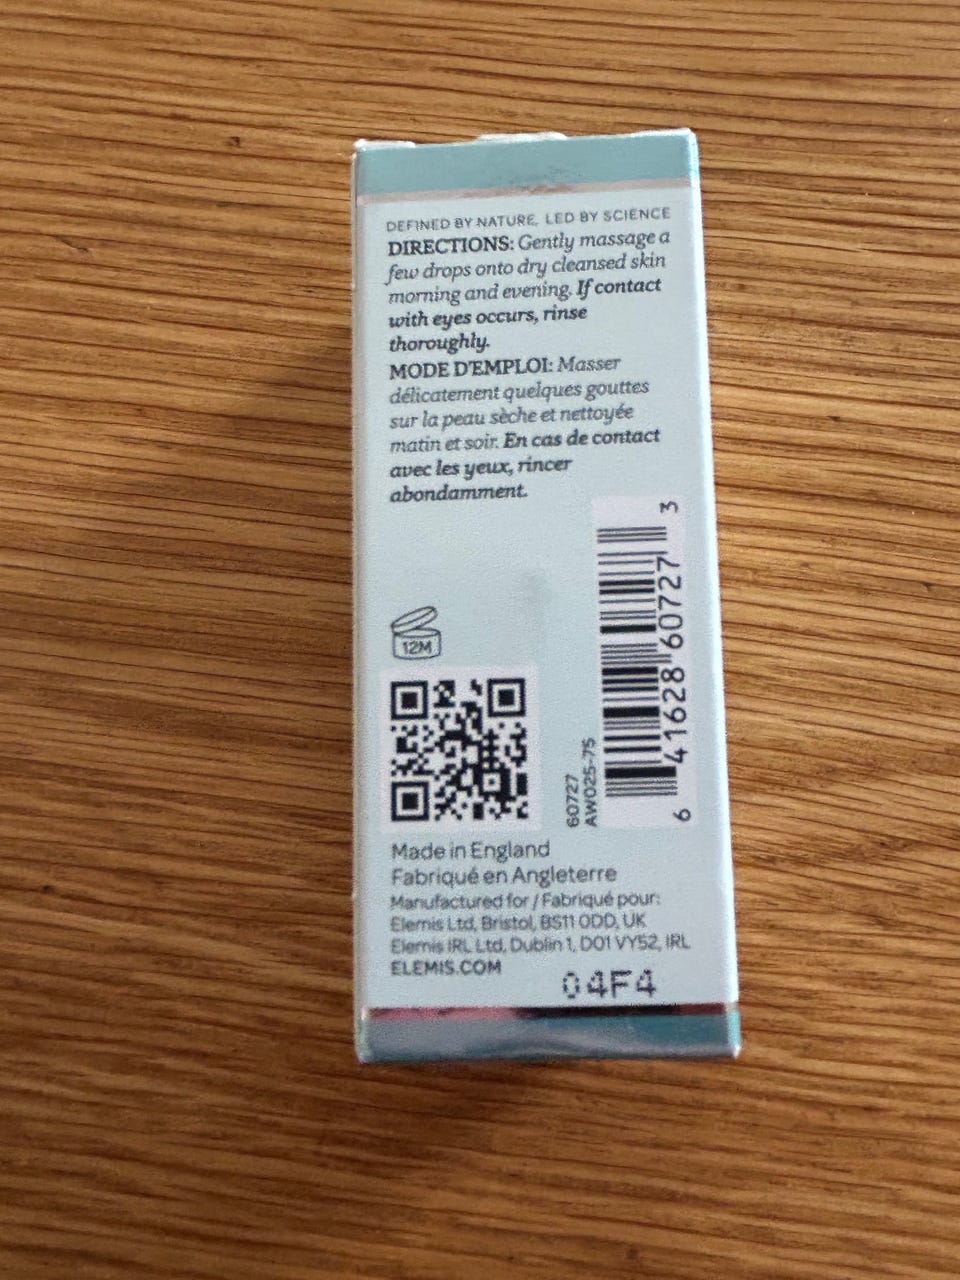 DEFINED BY NATURE, LED BY SCIENCE
DIRECTIONS: Gently massage a
few drops onto dry cleansed skin
morning and evening. If contact
with eyes occurs, rinse
thoroughly.
MODE D'EMPLOI: Masser
délicatement quelques gouttes
sur la peau sèche et nettoyée
matin et soir. En cas de contact
avec les yeux, rincer
abondamment.
12M
60727
AW025-75
6 41628 60727 3
Made in England
Fabriqué en Angleterre
Manufactured for / Fabriqué pour:
Elemis Ltd, Bristol, BS11 0DD, UK
Elemis IRL Ltd, Dublin 1, D01 VY52, IRL
ELEMIS.COM
04F4